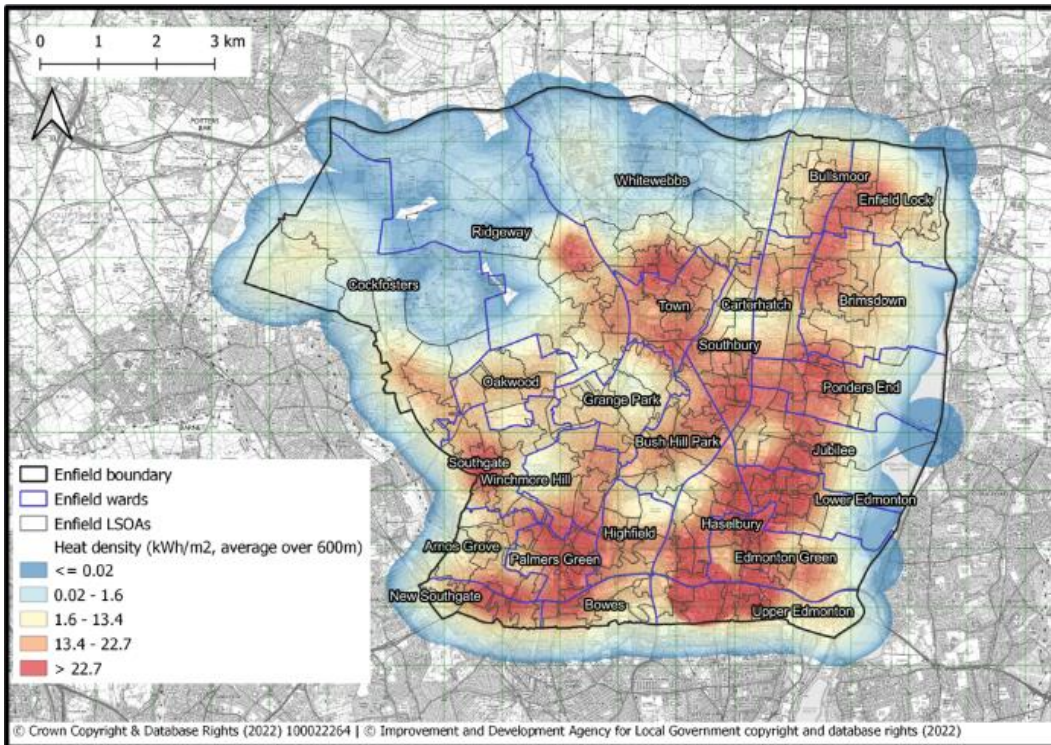 0 1 2 3 km
POTTERS
BAR
Whitewebbs
Bullsmoor
Enfield Lock
Ridgeway
Cockfosters
Town
Carterhatch
Brimsdown
Southbury
Oakwood
Grange Park
Ponders End
Bush Hill Park
Jubilee
Southgate
Winchmore Hill
Lower Edmonton
Haselbury
Highfield
Arnos Grove
Palmers Green
Edmonton Green
New Southgate
Bowes
Upper Edmonton
Enfield boundary
Enfield wards
Enfield LSOAs
Heat density (kWh/m2, average over 600m)
<= 0.02
0.02 - 1.6
1.6 - 13.4
13.4 - 22.7
> 22.7
© Crown Copyright & Database Rights (2022) 100022264 | © Improvement and Development Agency for Local Government copyright and database rights (2022)